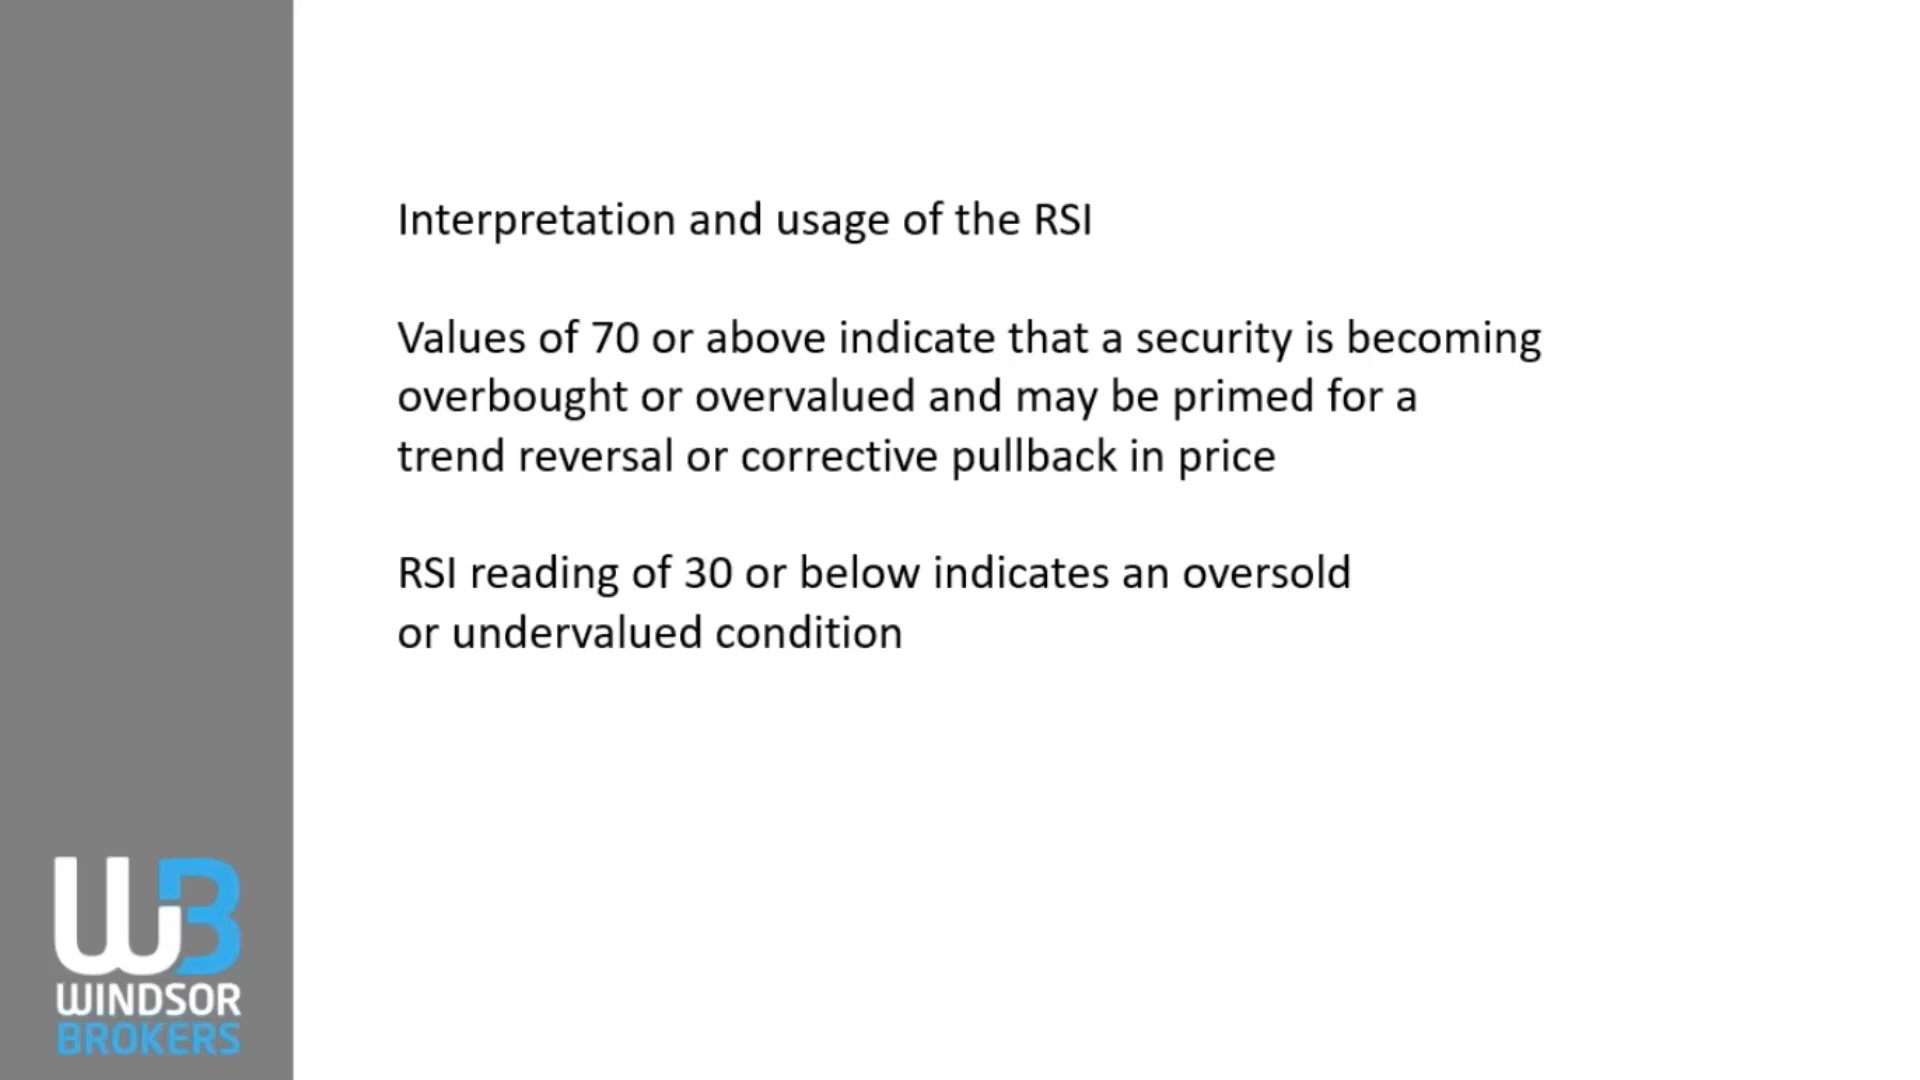 Interpretation and usage of the RSI
Values of 70 or above indicate that a security is becoming
overbought or overvalued and may be primed for a
trend reversal or corrective pullback in price
RSI reading of 30 or below indicates an oversold
or undervalued condition
WB
WINDSOR
BROKERS